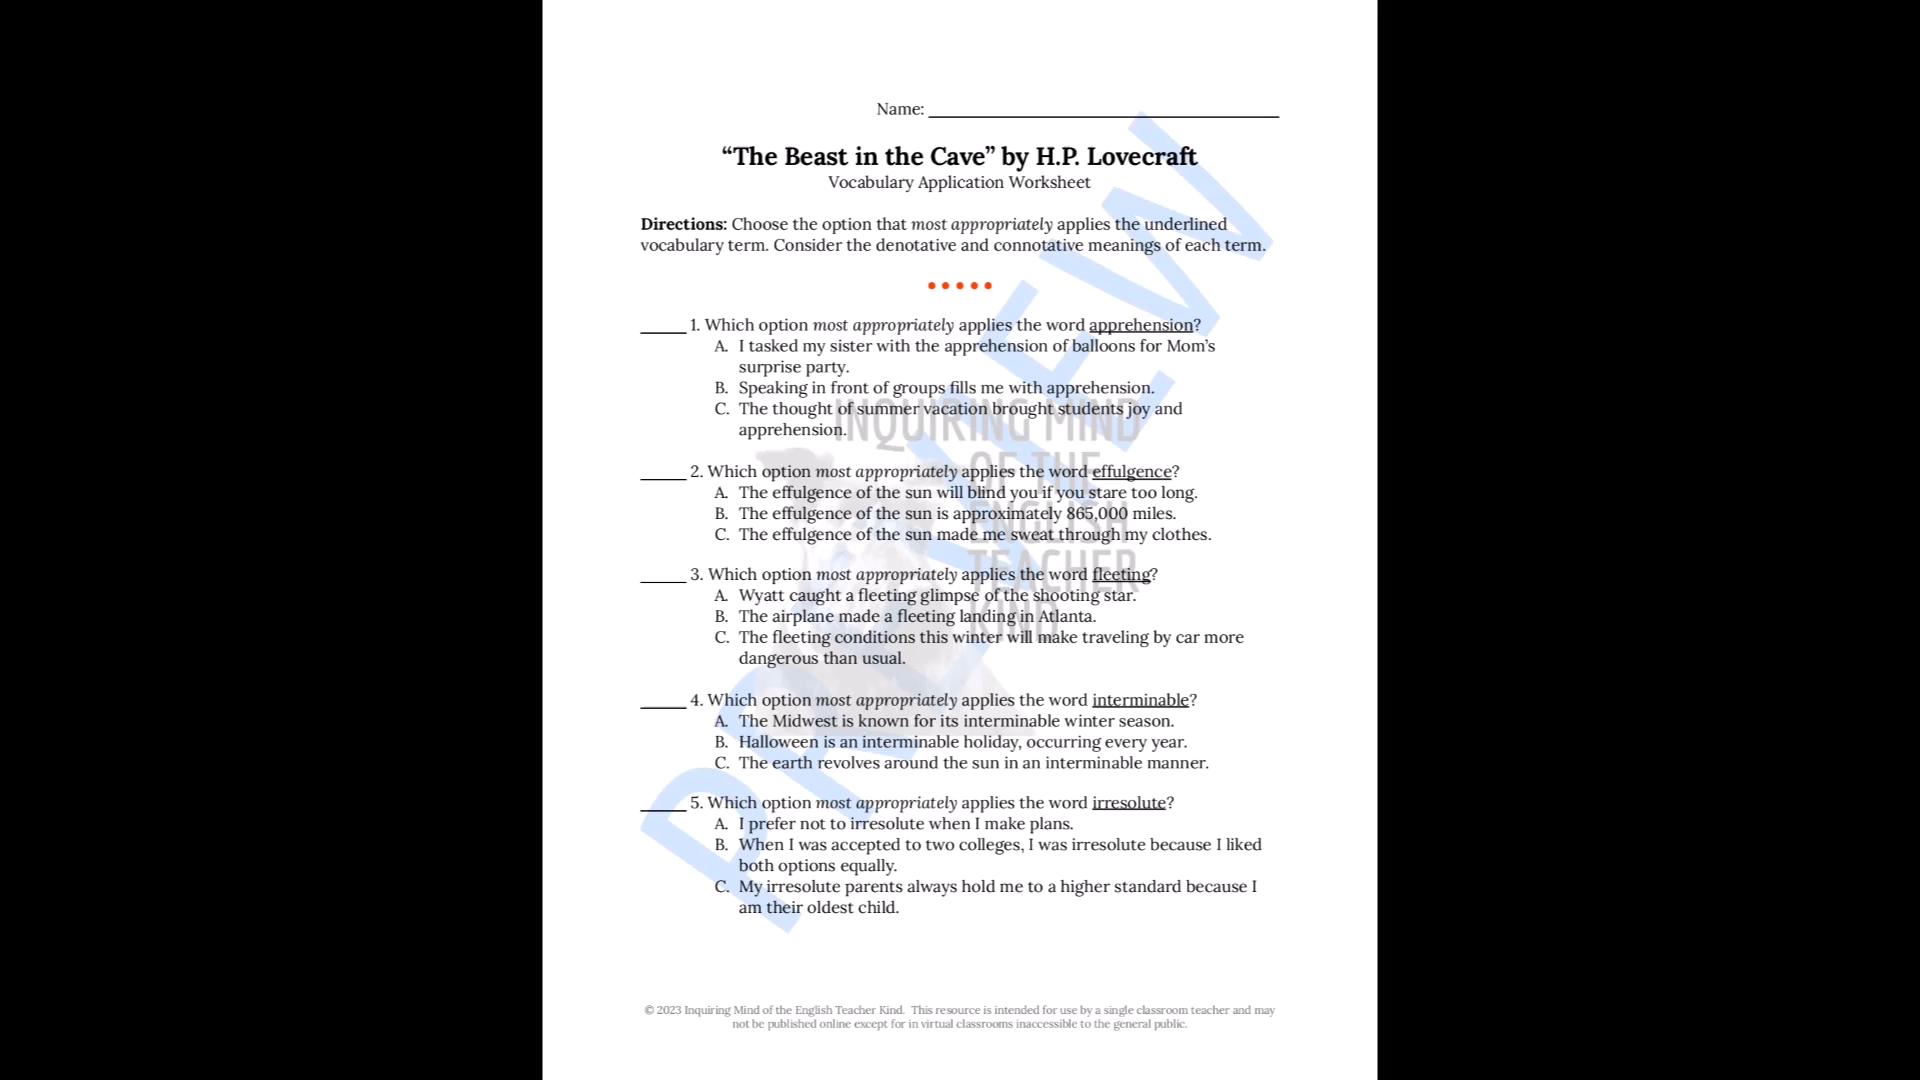 Name:
“The Beast in the Cave” by H.P. Lovecraft
Vocabulary Application Worksheet
Directions: Choose the option that most appropriately applies the underlined
vocabulary term. Consider the denotative and connotative meanings of each term.
1. Which option most appropriately applies the word apprehension?
A. I tasked my sister with the apprehension of balloons for Mom’s
surprise party.
B. Speaking in front of groups fills me with apprehension.
C. The thought of summer vacation brought students joy and
apprehension.
2. Which option most appropriately applies the word effulgence?
A. The effulgence of the sun will blind you if you stare too long.
B. The effulgence of the sun is approximately 865,000 miles.
C. The effulgence of the sun made me sweat through my clothes.
3. Which option most appropriately applies the word fleeting?
A. Wyatt caught a fleeting glimpse of the shooting star.
B. The airplane made a fleeting landing in Atlanta.
C. The fleeting conditions this winter will make traveling by car more
dangerous than usual.
4. Which option most appropriately applies the word interminable?
A. The Midwest is known for its interminable winter season.
B. Halloween is an interminable holiday, occurring every year.
C. The earth revolves around the sun in an interminable manner.
5. Which option most appropriately applies the word irresolute?
A. I prefer not to irresolute when I make plans.
B. When I was accepted to two colleges, I was irresolute because I liked
both options equally.
C. My irresolute parents always hold me to a higher standard because I
am their oldest child.
© 2023 Inquiring Mind of the English Teacher Kind. This resource is intended for use by a single classroom teacher and may
not be published online except for in virtual classrooms inaccessible to the general public.
PREVIEW
INQUIRING MIND
OF THE
ENGLISH
TEACHER
KIND